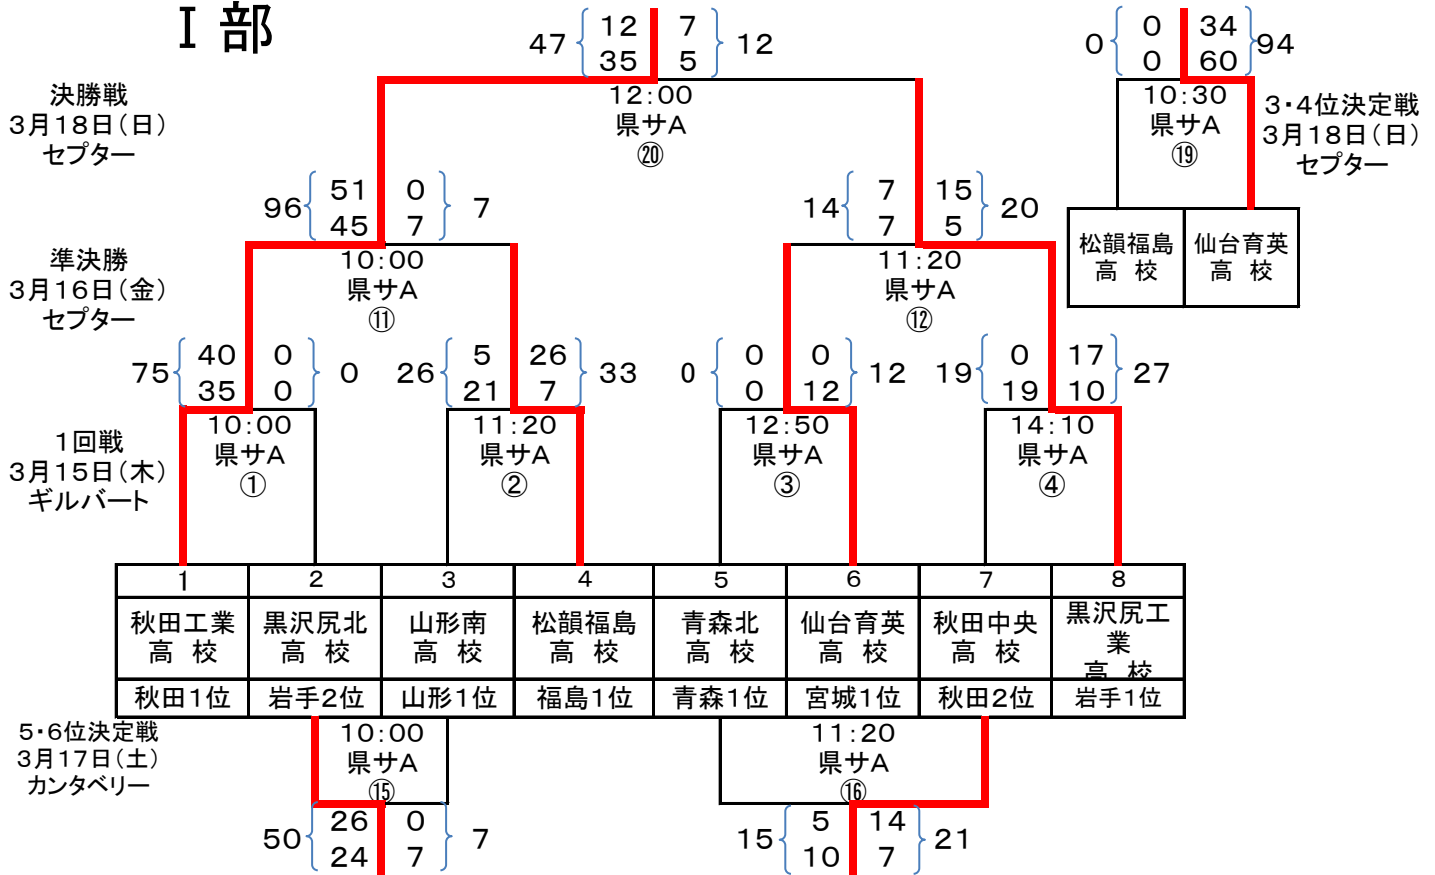 Ⅰ 部
47 12 7 12
35 5
0 0 34 94
0 60
決勝戦
3月18日(日)
セプター
12:00
県サA
⑳
10:30
県サA
⑲
3・4位決定戦
3月18日(日)
セプター
松韻福島
高 校
仙台育英
高 校
96 51 0 7
45 7
14 7 15 20
7 5
準決勝
3月16日(金)
セプター
10:00
県サA
⑪
11:20
県サA
⑫
75 40 0 0
35 0
26 5 26 33
21 7
0 0 0 12
0 12
19 0 17 27
19 10
1回戦
3月15日(木)
ギルバート
10:00
県サA
①
11:20
県サA
②
12:50
県サA
③
14:10
県サA
④
1 2 3 4 5 6 7 8
秋田工業
高 校
黒沢尻北
高 校
山形南
高 校
松韻福島
高 校
青森北
高 校
仙台育英
高 校
秋田中央
高 校
黒沢尻工
業
高 校
秋田1位 岩手2位 山形1位 福島1位 青森1位 宮城1位 秋田2位 岩手1位
5・6位決定戦
3月17日(土)
カンタベリー
10:00
県サA
⑮
11:20
県サA
⑯
50 26 0 7
24 7
15 5 14 21
10 7